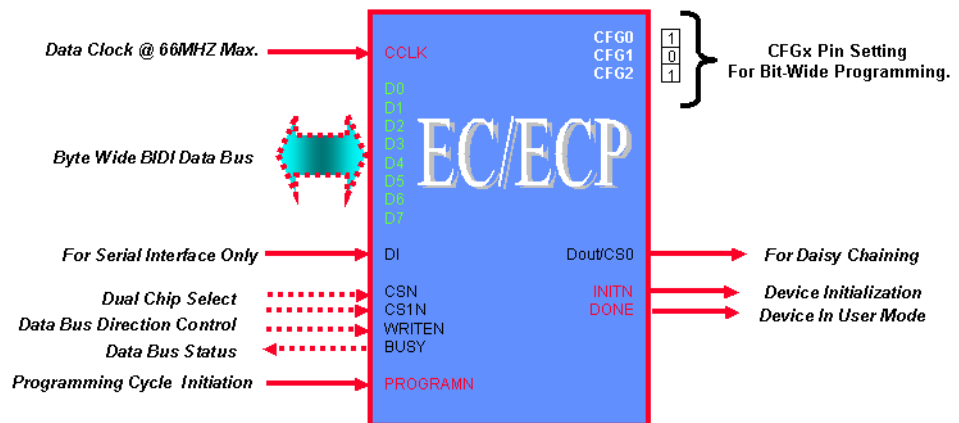 Data Clock @ 66MHZ Max.
CCLK
CFG0 1
CFG1 0
CFG2 1
CFGx Pin Setting
For Bit-Wide Programming.
D0
D1
D2
D3
D4
D5
D6
D7
EC/ECP
Byte Wide BIDI Data Bus
For Serial Interface Only
DI
Dout/CS0
For Daisy Chaining
Dual Chip Select
CSN
CS1N
INITN
Device Initialization
DONE
Device In User Mode
Data Bus Direction Control
WRITEN
Data Bus Status
BUSY
Programming Cycle Initiation
PROGRAMN